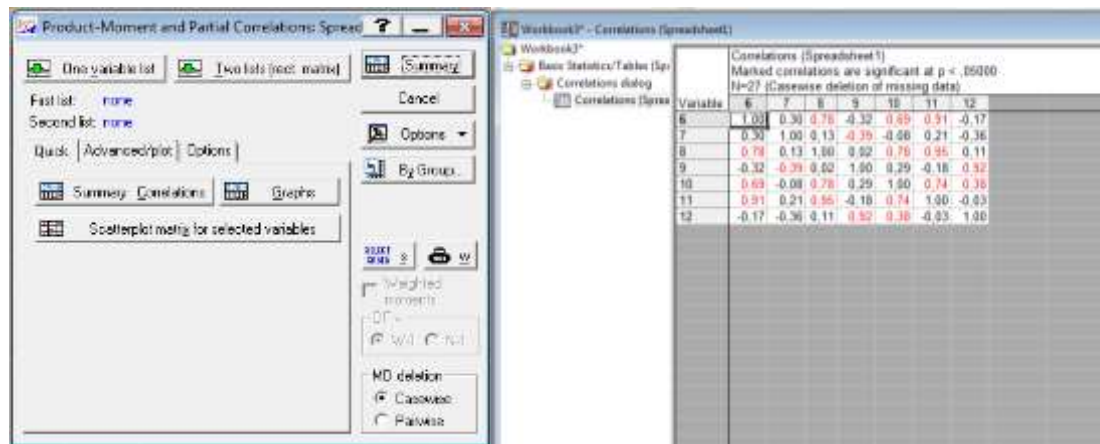 Product-Moment and Partial Correlations: Spread
? _
One variable list
Two lists (rect. matrix)
Summary
First list: none
Cancel
Second list: none
Options
Quick Advanced/plot Options
By Group...
Summary: Correlations
Graphs
Scatterplot matrix for selected variables
SELECT CASES S W
Weighted moments
DF =
W-1 N-1
MD deletion
Casewise
Pairwise
Workbook3* - Correlations (Spreadsheet1)
Workbook3*
Basic Statistics/Tables (Spr
Correlations dialog
Correlations (Sprea
Correlations (Spreadsheet1)
Marked correlations are significant at p < ,05000
N=27 (Casewise deletion of missing data)
Variable 6 7 8 9 10 11 12
6 1.00 0.30 0.78 -0.32 0.69 0.91 -0.17
7 0.30 1.00 0.13 -0.39 -0.08 0.21 -0.36
8 0.78 0.13 1.00 0.02 0.78 0.95 0.11
9 -0.32 -0.39 0.02 1.00 0.29 -0.18 0.92
10 0.69 -0.08 0.78 0.29 1.00 0.74 0.38
11 0.91 0.21 0.95 -0.18 0.74 1.00 -0.03
12 -0.17 -0.36 0.11 0.92 0.38 -0.03 1.00